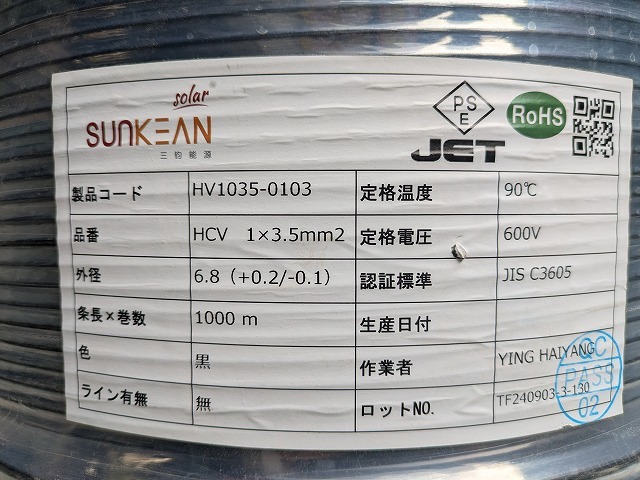 solar
SUNKEAN
三钧能源
PS
E
JET
RoHS
製品コード HV1035-0103 定格温度 90℃
品番 HCV 1×3.5mm2 定格電圧 600V
外径 6.8（+0.2/-0.1） 認証標準 JIS C3605
条長×巻数 1000 m 生産日付
色 黒 作業者 YING HAIYANG
ライン有無 無 ロットNO. TF240903-3-130
QC
PASS
02